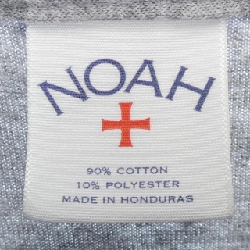 NOAH
90% COTTON
10% POLYESTER
MADE IN HONDURAS